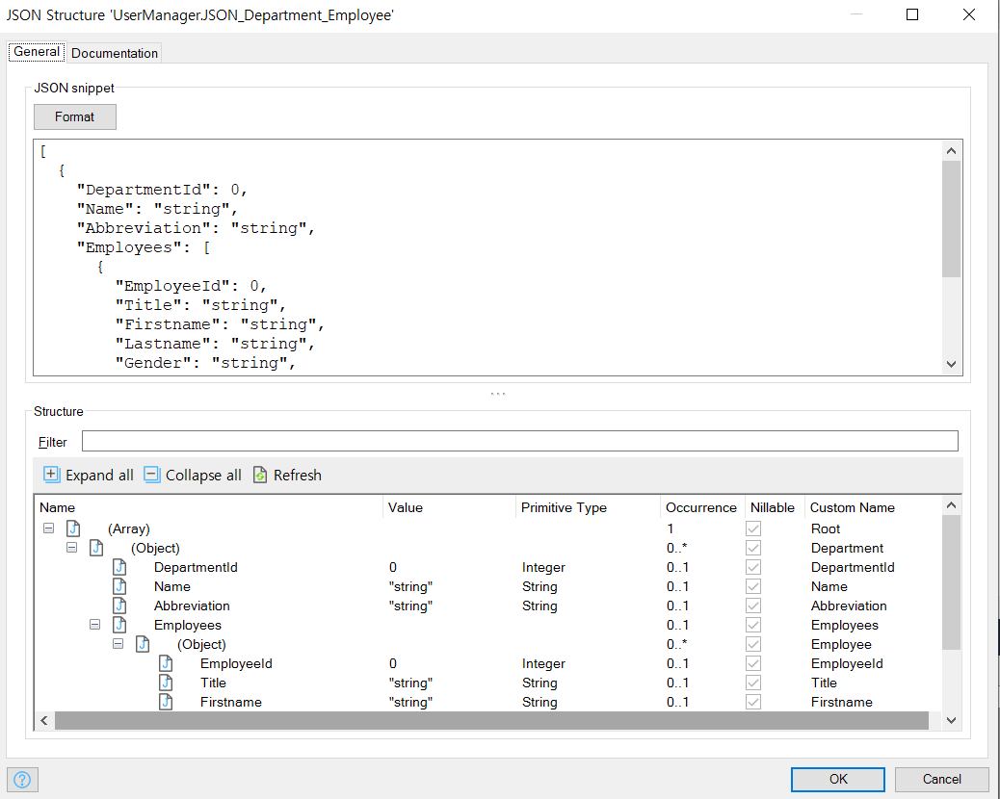 JSON Structure 'UserManager.JSON_Department_Employee'
General Documentation
JSON snippet
Format
[
{
"DepartmentId": 0,
"Name": "string",
"Abbreviation": "string",
"Employees": [
{
"EmployeeId": 0,
"Title": "string",
"Firstname": "string",
"Lastname": "string",
"Gender": "string",
...
Structure
Filter
Expand all Collapse all Refresh
Name Value Primitive Type Occurrence Nillable Custom Name
(Array) 1 Root
(Object) 0..* Department
DepartmentId 0 Integer 0..1 DepartmentId
Name "string" String 0..1 Name
Abbreviation "string" String 0..1 Abbreviation
Employees 0..1 Employees
(Object) 0..* Employee
EmployeeId 0 Integer 0..1 EmployeeId
Title "string" String 0..1 Title
Firstname "string" String 0..1 Firstname
? OK Cancel